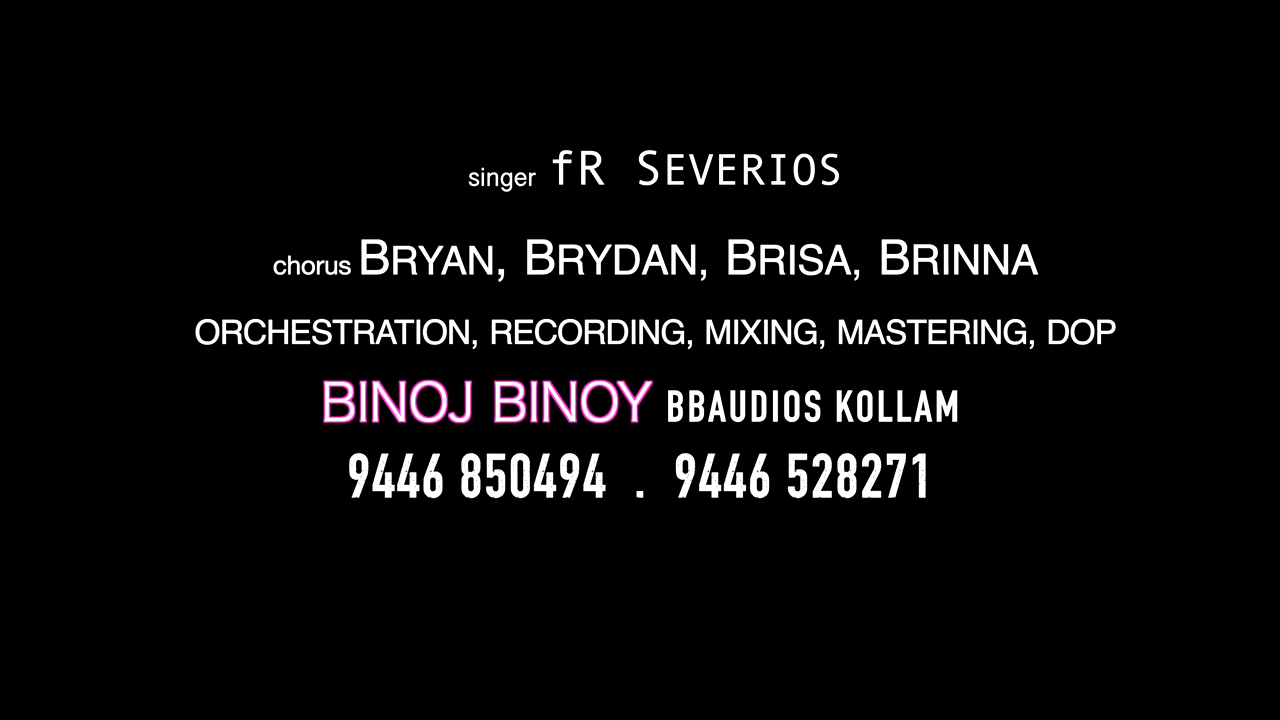 singer fR SEVERIOS
chorus BRYAN, BRYDAN, BRISA, BRINNA
ORCHESTRATION, RECORDING, MIXING, MASTERING, DOP
BINOJ BINOY BBAUDIOS KOLLAM
9446 850494 . 9446 528271